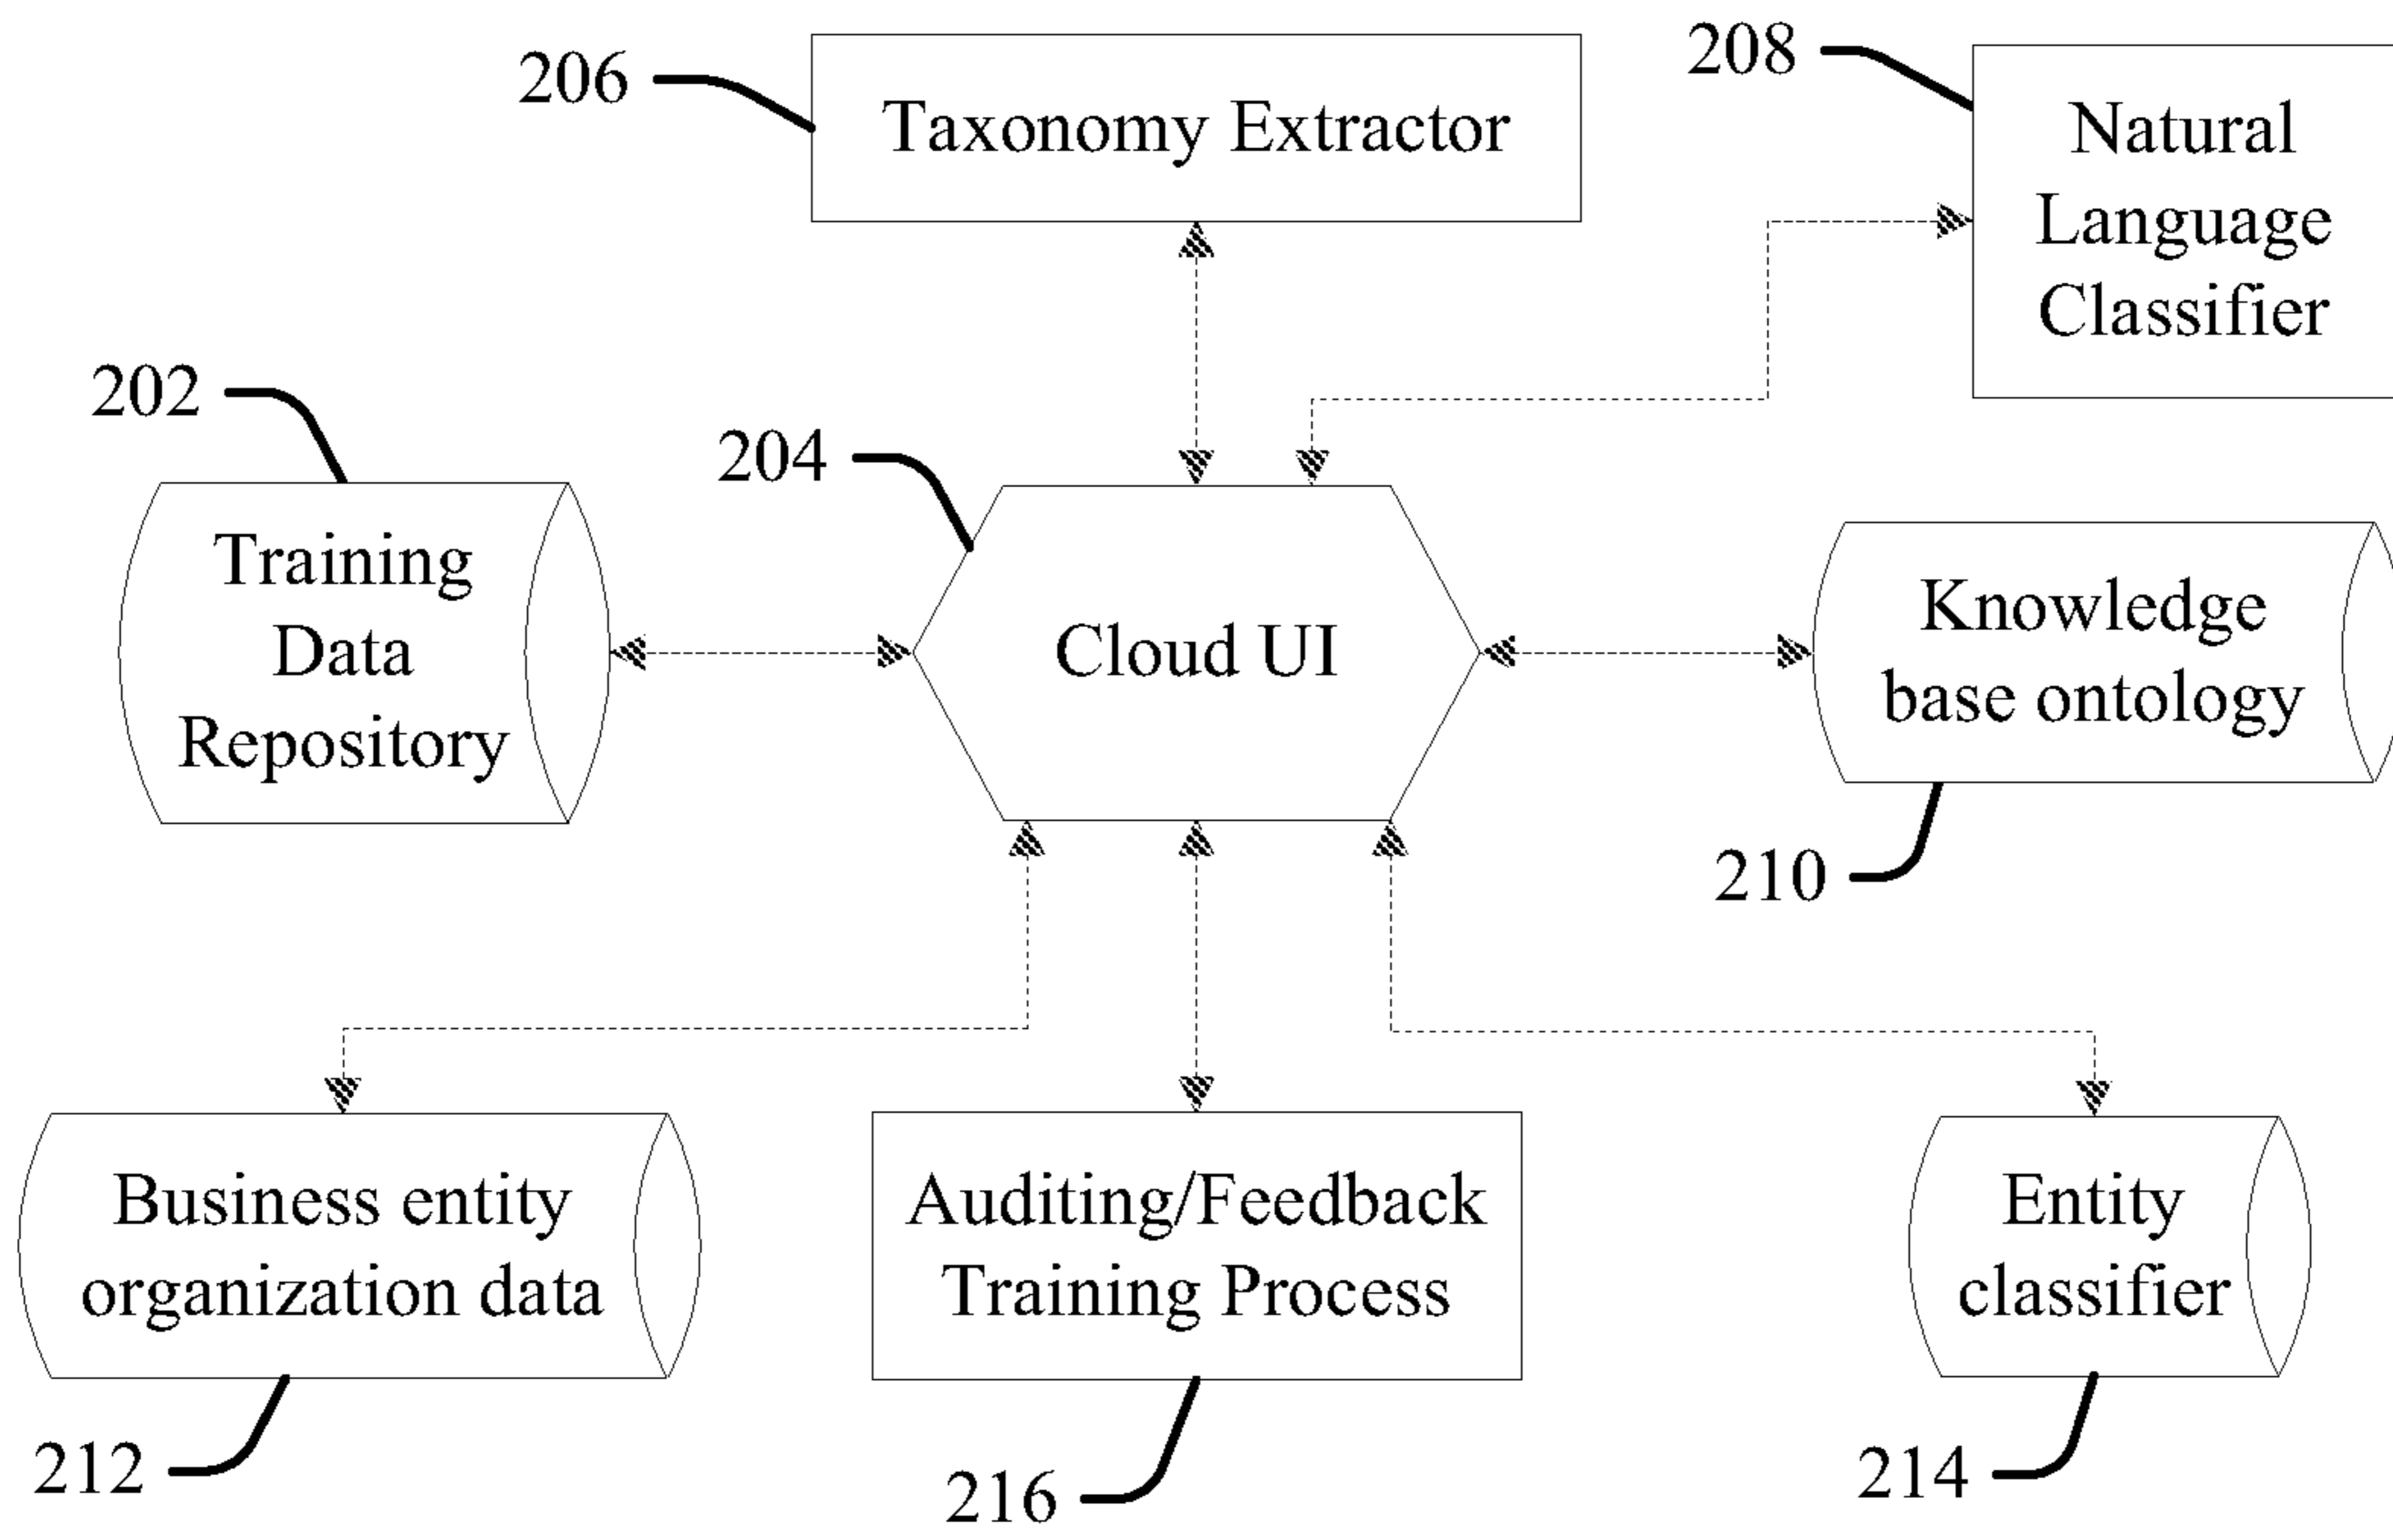 206
Taxonomy Extractor
208
Natural
Language
Classifier
202
Training
Data
Repository
204
Cloud UI
Knowledge
base ontology
210
Business entity
organization data
212
Auditing/Feedback
Training Process
216
Entity
classifier
214